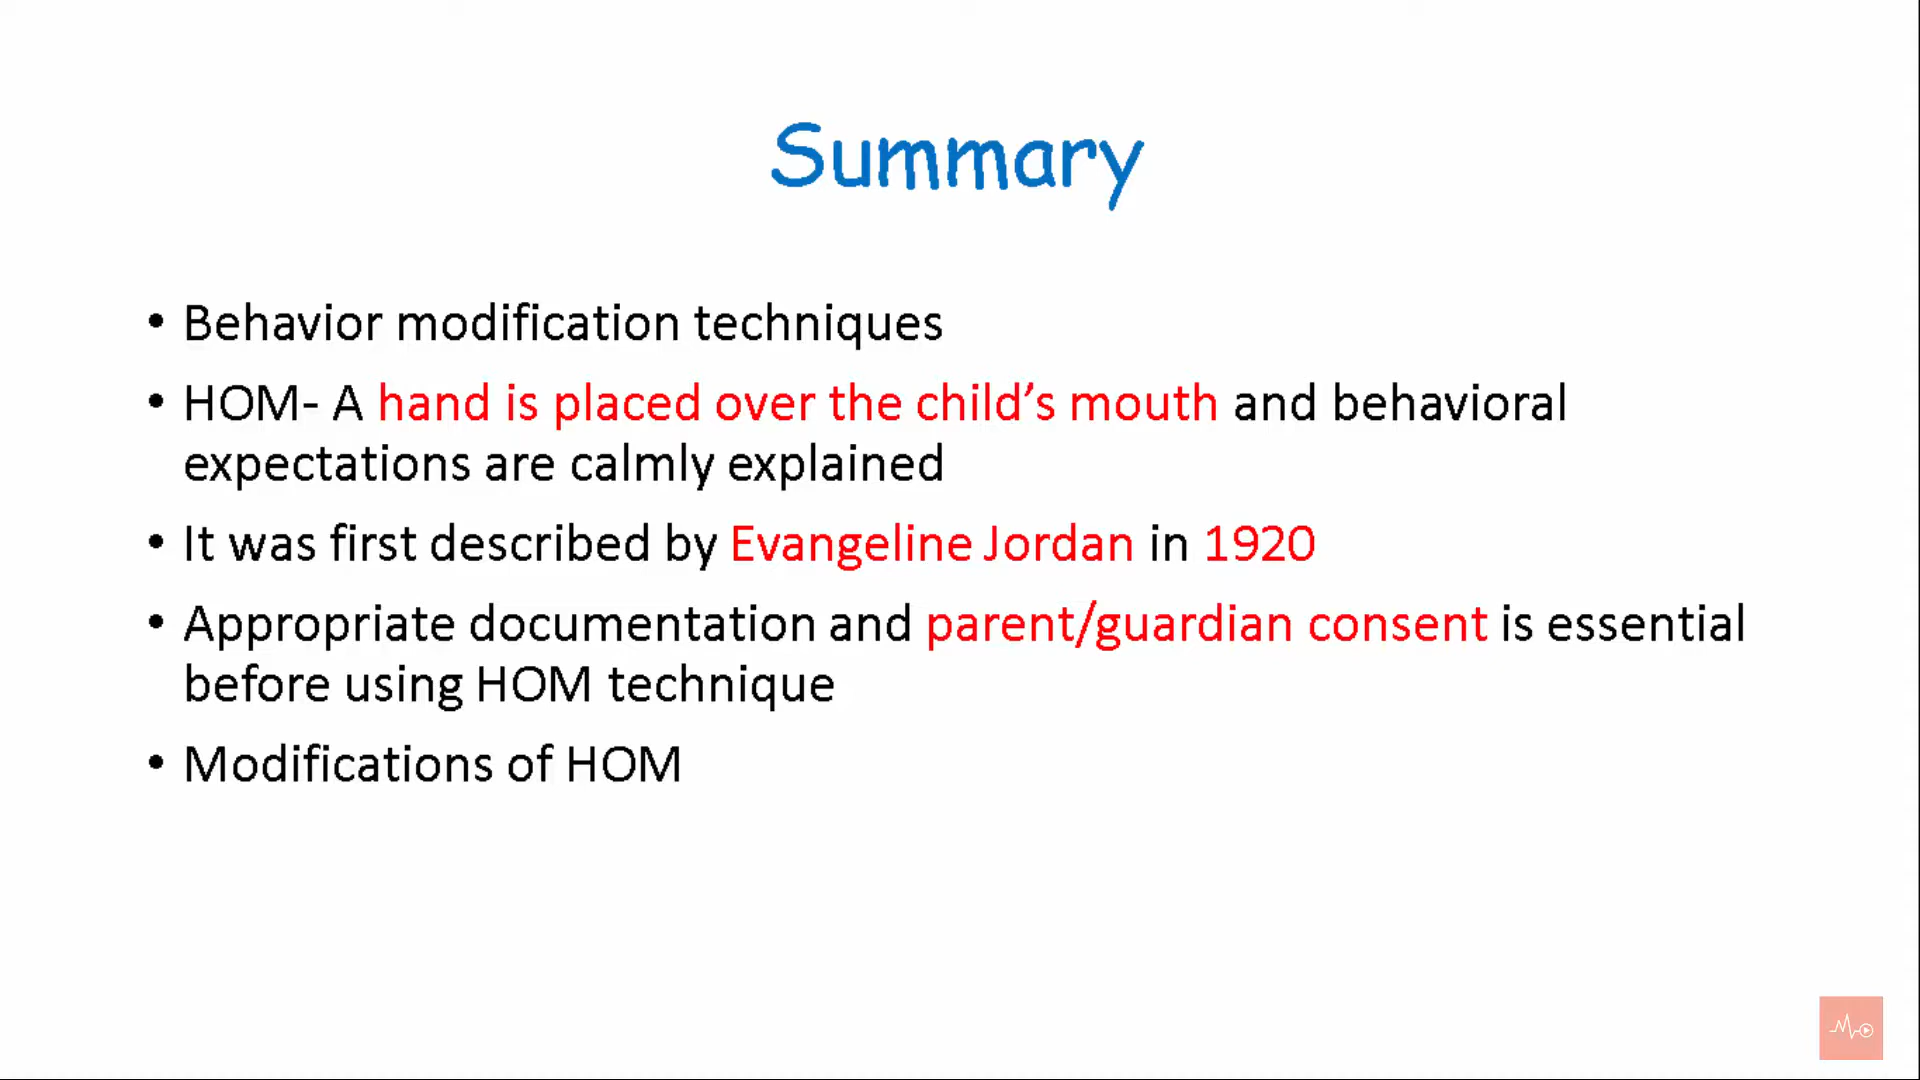 Summary
• Behavior modification techniques
• HOM- A hand is placed over the child’s mouth and behavioral
expectations are calmly explained
• It was first described by Evangeline Jordan in 1920
• Appropriate documentation and parent/guardian consent is essential
before using HOM technique
• Modifications of HOM